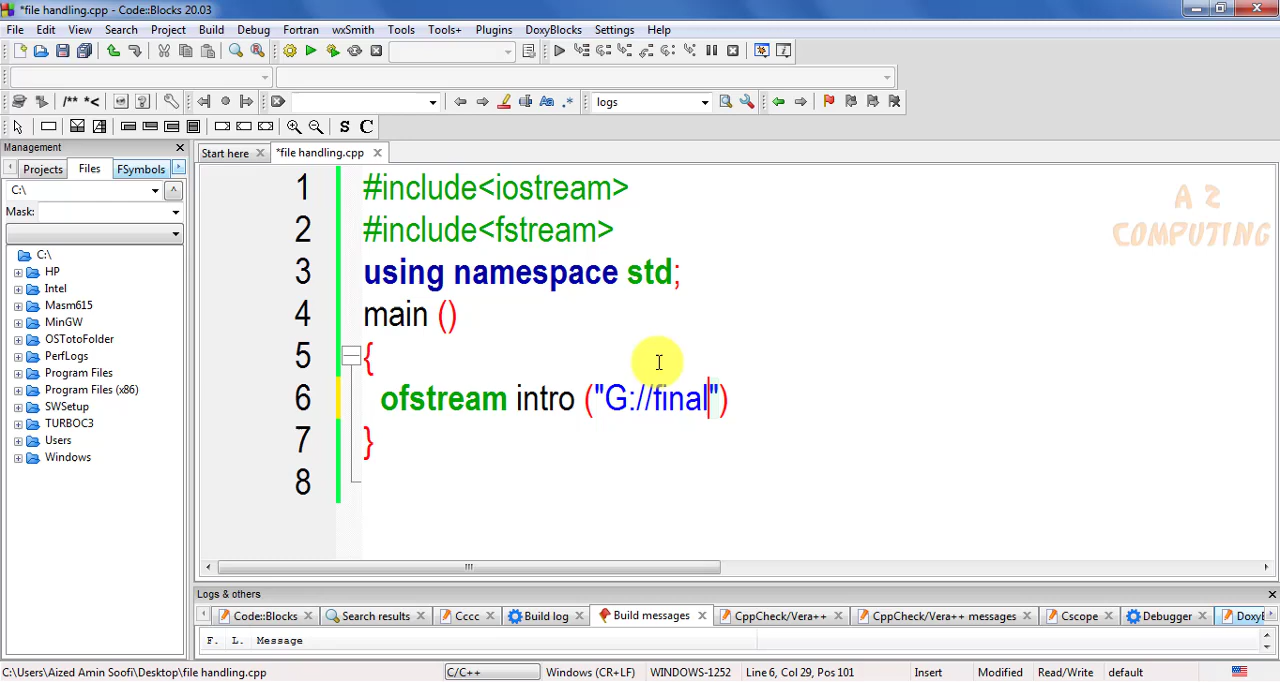 *file handling.cpp - Code::Blocks 20.03
File Edit View Search Project Build Debug Fortran wxSmith Tools Tools+ Plugins DoxyBlocks Settings Help
/** *< logs
S C
Management
Projects Files FSymbols
C:\
Mask:
C:\
HP
Intel
Masm615
MinGW
OSTotoFolder
PerfLogs
Program Files
Program Files (x86)
SWSetup
TURBOC3
Users
Windows
Start here *file handling.cpp
1 #include<iostream>
2 #include<fstream>
3 using namespace std;
4 main ()
5 {
6 ofstream intro ("G://final")
7 }
8
A 2
COMPUTING
Logs & others
Code::Blocks Search results Cccc Build log Build messages CppCheck/Vera++ CppCheck/Vera++ messages Cscope Debugger DoxyB
F. L. Message
C:\Users\Aized Amin Soofi\Desktop\file handling.cpp C/C++ Windows (CR+LF) WINDOWS-1252 Line 6, Col 29, Pos 101 Insert Modified Read/Write default